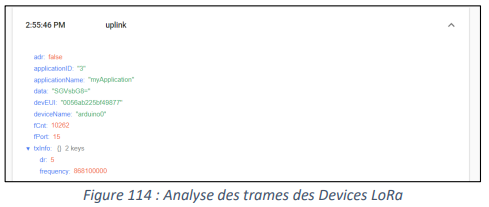 2:55:46 PM uplink
adr: false
applicationID: "3"
applicationName: "myApplication"
data: "SGVsbG8="
devEUI: "0056ab225bf49877"
deviceName: "arduino0"
fCnt: 10262
fPort: 15
▼ txInfo: {} 2 keys
dr: 5
frequency: 868100000
Figure 114 : Analyse des trames des Devices LoRa